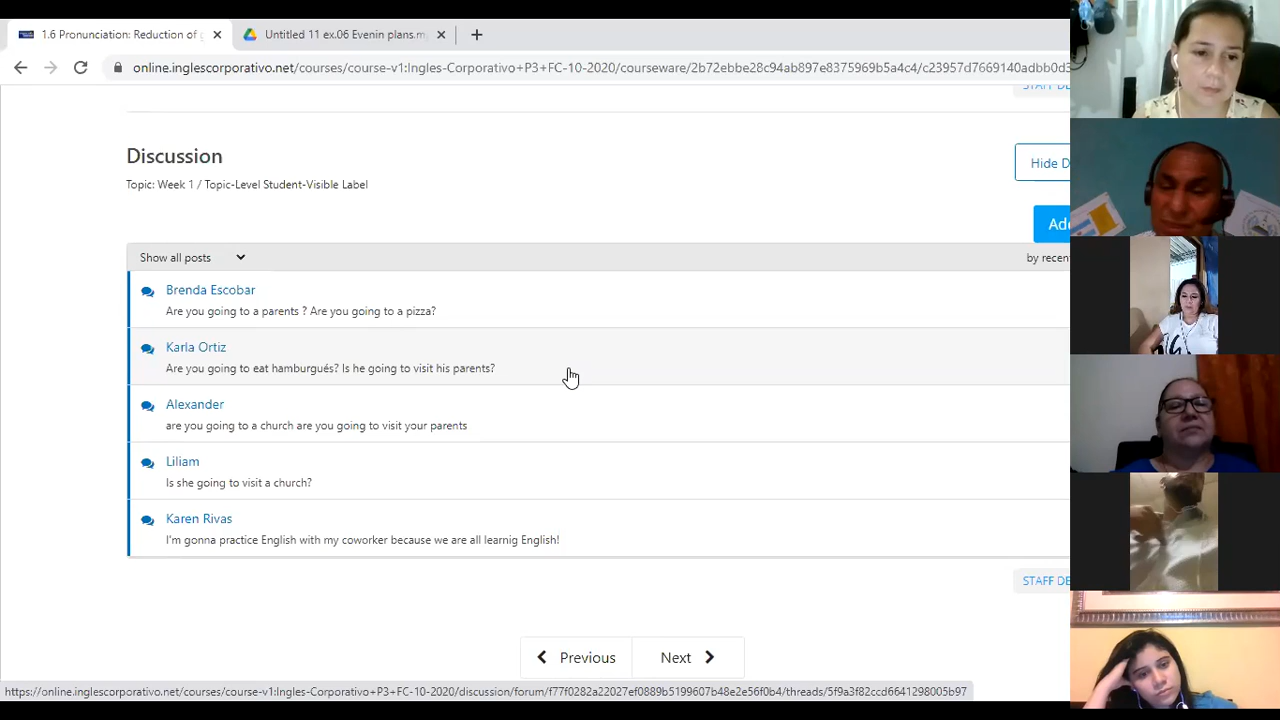 1.6 Pronunciation: Reduction of g
Untitled 11 ex.06 Evenin plans.m
online.inglescorporativo.net/courses/course-v1:Ingles-Corporativo+P3+FC-10-2020/courseware/2b72ebbe28c94ab897e8375969b5a4c4/c23957d7669140adbb0d3
STAFF DE
Discussion
Hide D
Topic: Week 1 / Topic-Level Student-Visible Label
Add
Show all posts
by recent
Brenda Escobar
Are you going to a parents ? Are you going to a pizza?
Karla Ortiz
Are you going to eat hamburgués? Is he going to visit his parents?
Alexander
are you going to a church are you going to visit your parents
Liliam
Is she going to visit a church?
Karen Rivas
I'm gonna practice English with my coworker because we are all learnig English!
STAFF DE
Previous
Next
https://online.inglescorporativo.net/courses/course-v1:Ingles-Corporativo+P3+FC-10-2020/discussion/forum/f77f0282a22027ef0889b5199607b48e2e56f0b4/threads/5f9a3f82ccd6641298005b97